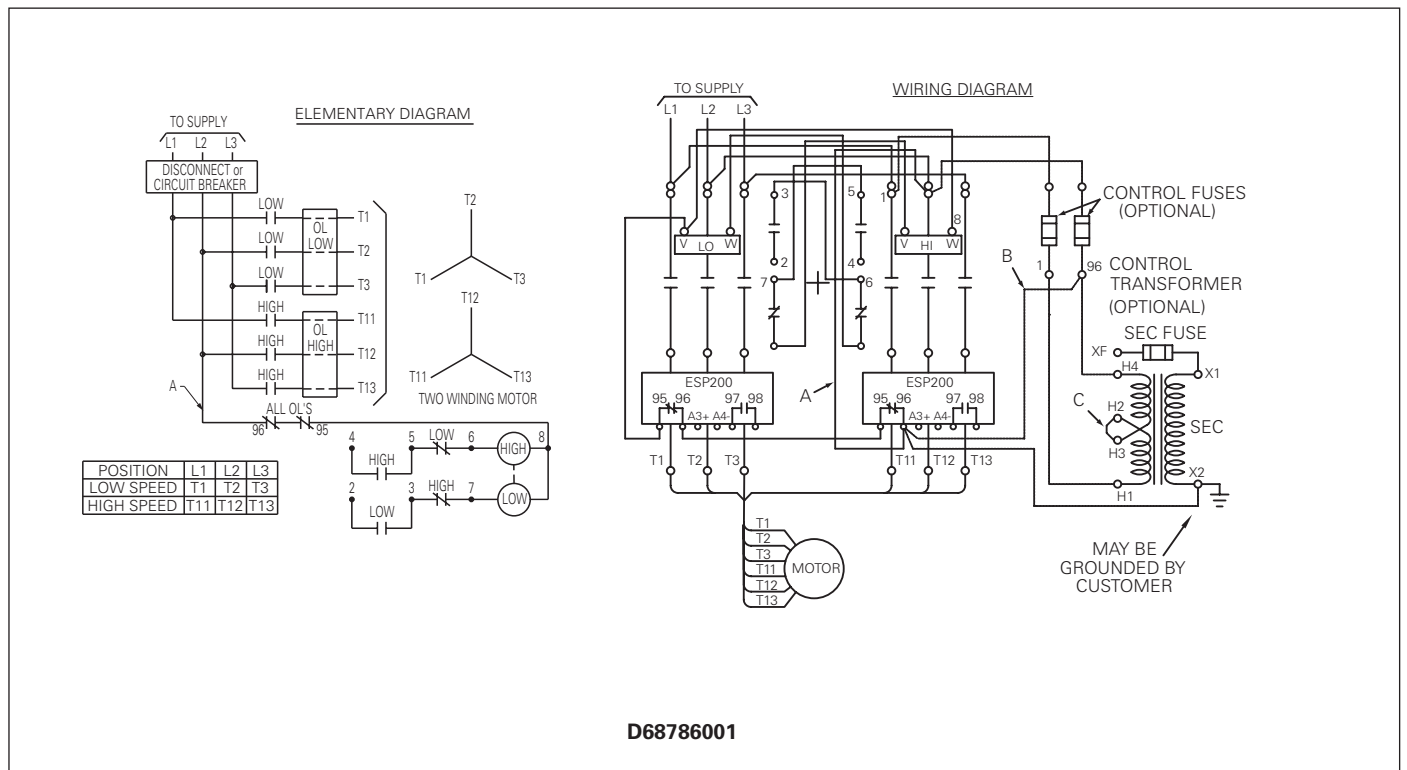 ELEMENTARY DIAGRAM
TO SUPPLY
L1 L2 L3
DISCONNECT or
CIRCUIT BREAKER
LOW
OL
LOW
T1
LOW
T2
LOW
T3
HIGH
OL
HIGH
T11
HIGH
T12
HIGH
T13
T2
T1 T3
T12
T11 T13
TWO WINDING MOTOR
A
ALL OL'S
96 95
4 5 LOW 6 HIGH 8
HIGH
2 3 HIGH 7 LOW
LOW
POSITION L1 L2 L3
LOW SPEED T1 T2 T3
HIGH SPEED T11 T12 T13
WIRING DIAGRAM
TO SUPPLY
L1 L2 L3
3 5 1
8
V LO W
V HI W
2 4
7 6
A
ESP200
95 96 97 98
A3+ A4-
ESP200
95 96 97 98
A3+ A4-
T1 T2 T3
T11 T12 T13
T1
T2
T3
T11
T12
T13
MOTOR
CONTROL FUSES
(OPTIONAL)
B
1 96
CONTROL
TRANSFORMER
(OPTIONAL)
SEC FUSE
XF
H4 X1
C
H2
H3
SEC
X2
H1
MAY BE
GROUNDED BY
CUSTOMER
D68786001